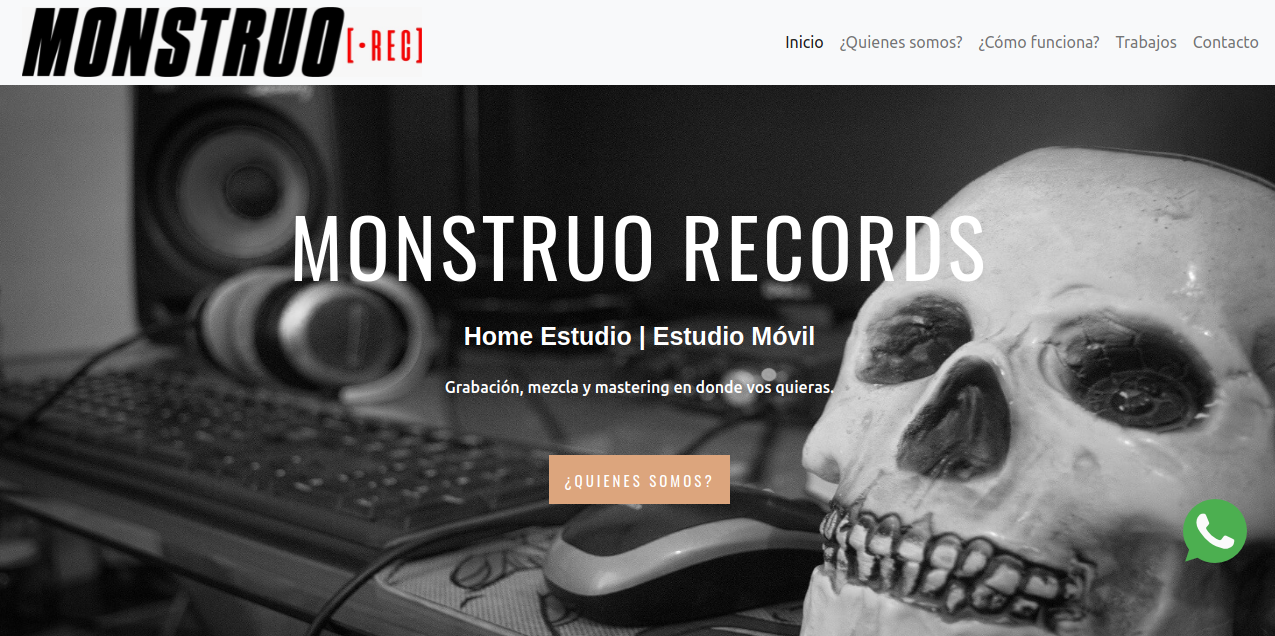 MONSTRUO [·REC]
Inicio ¿Quienes somos? ¿Cómo funciona? Trabajos Contacto
MONSTRUO RECORDS
Home Estudio | Estudio Móvil
Grabación, mezcla y mastering en donde vos quieras.
¿QUIENES SOMOS?